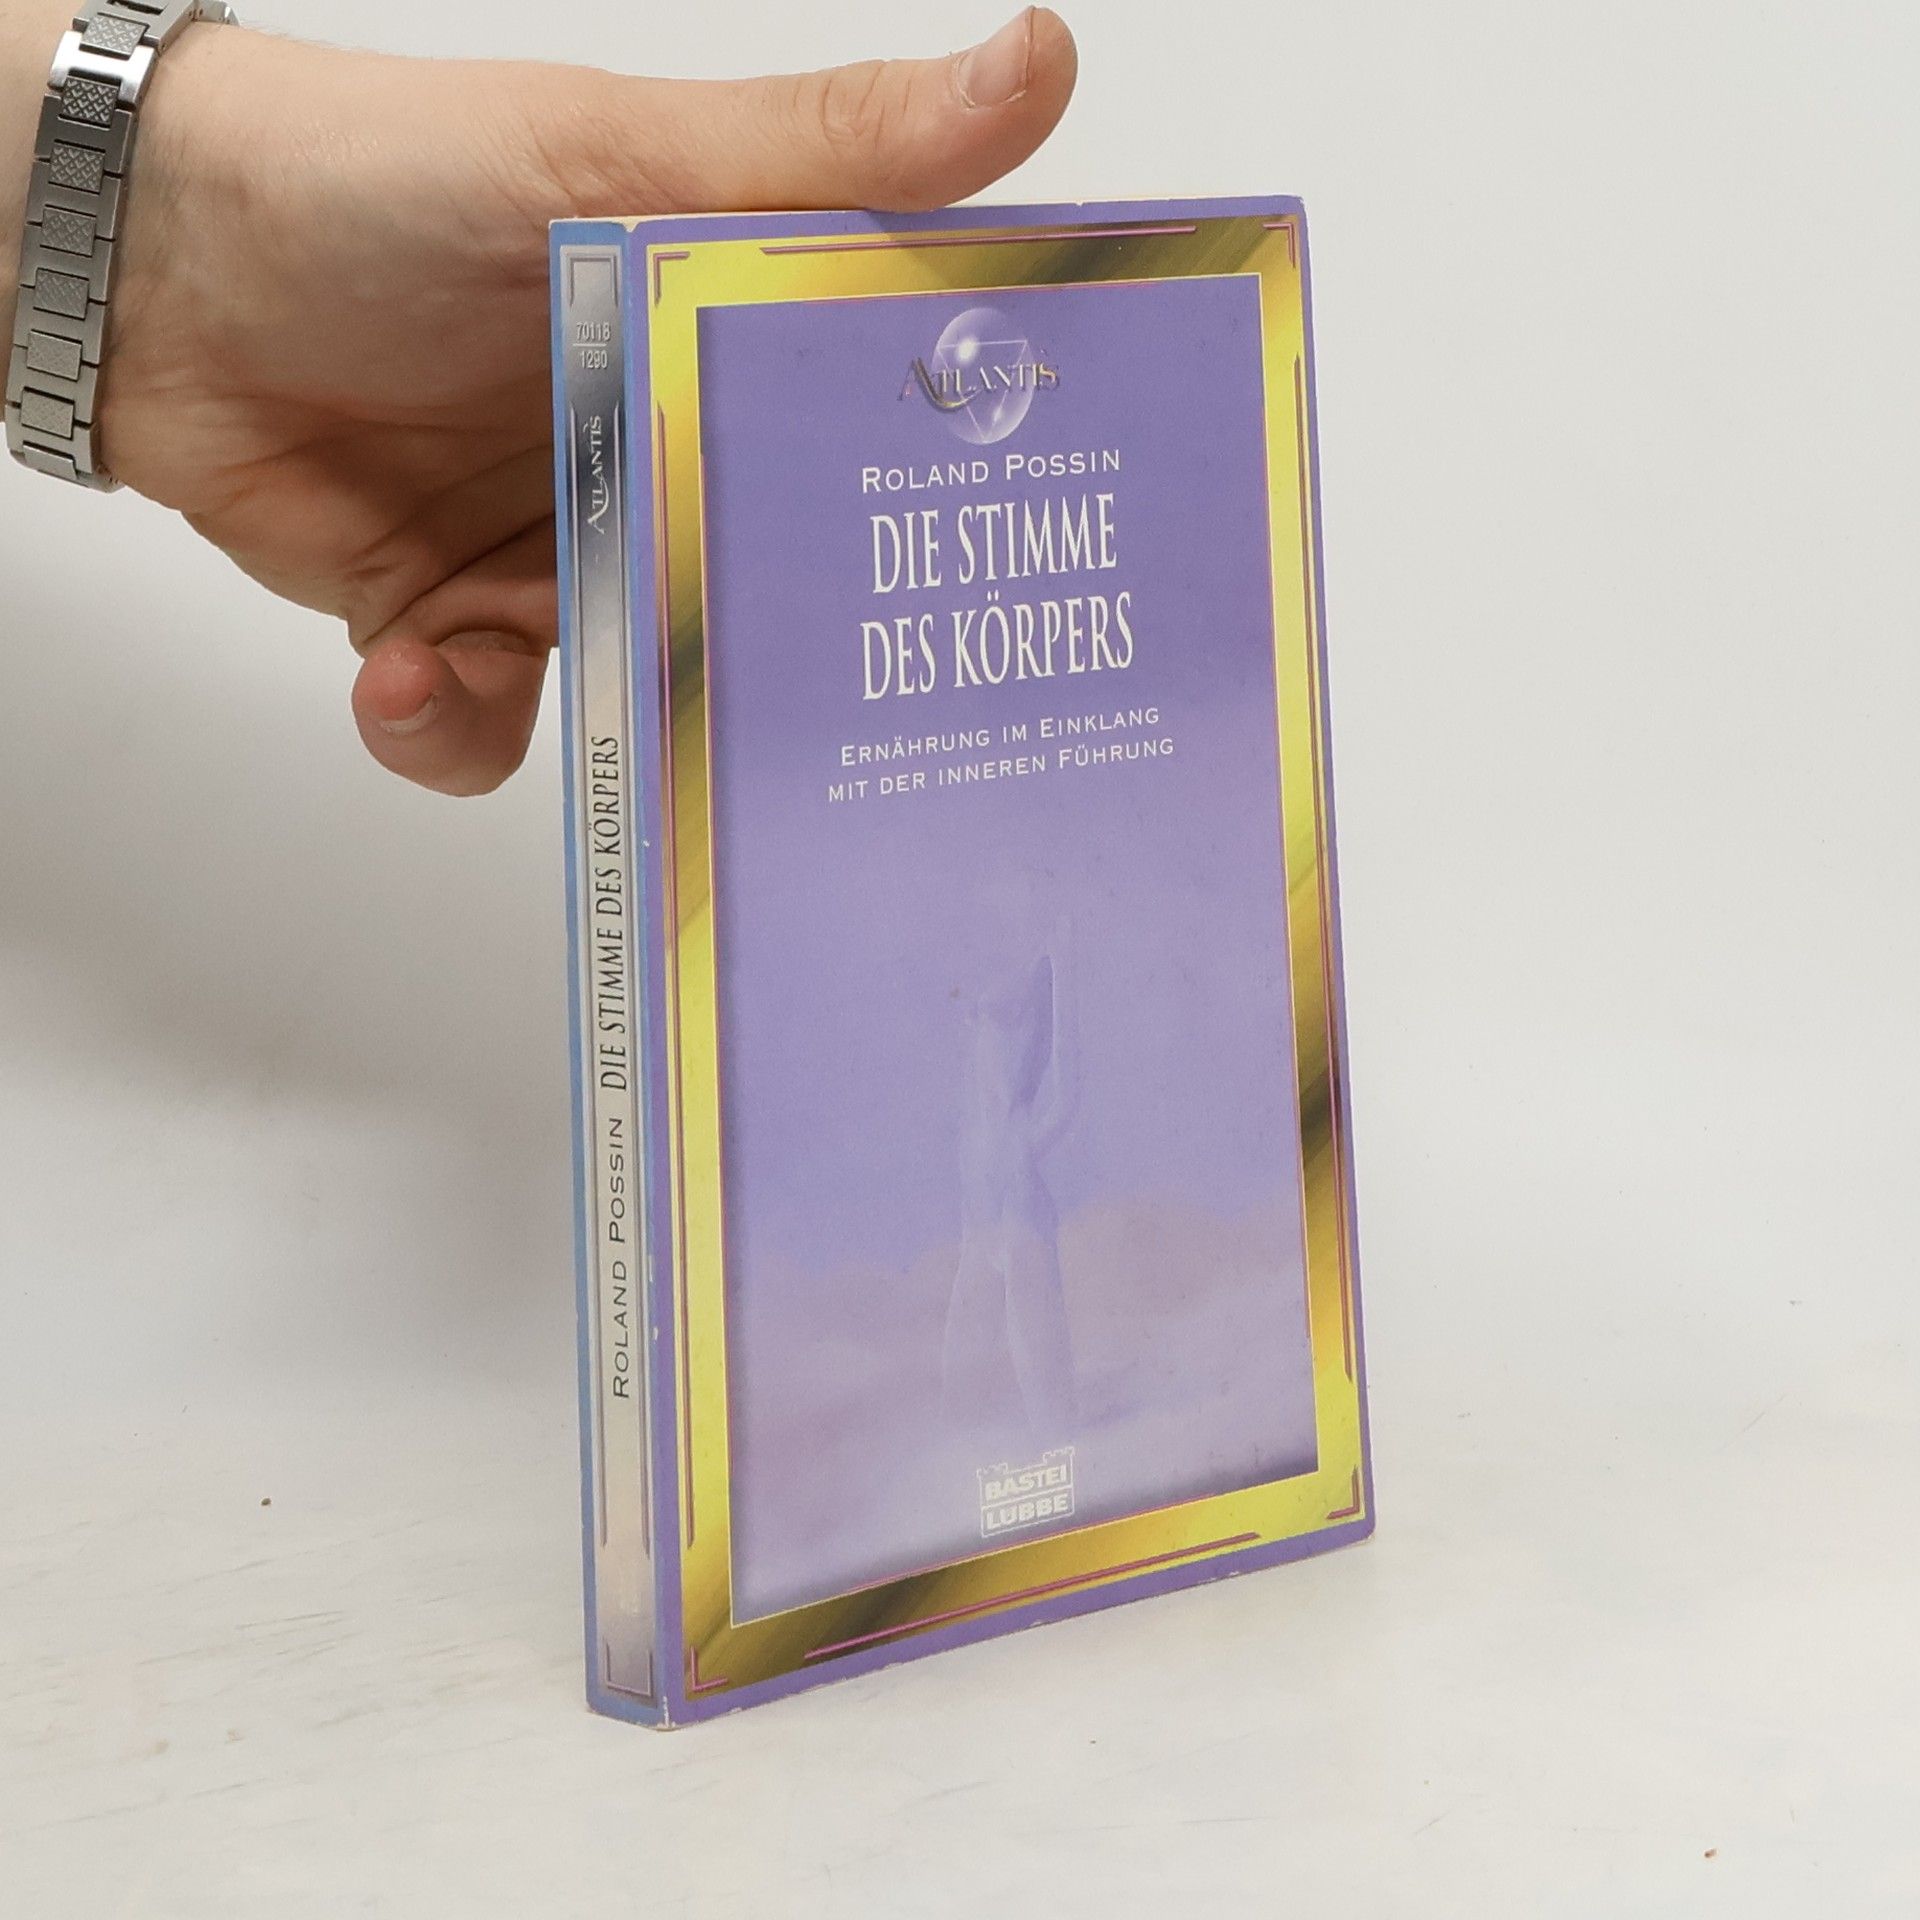 70118
1290
ATLANTIS
ROLAND POSSIN DIE STIMME DES KÖRPERS
ATLANTIS
ROLAND POSSIN
DIE STIMME
DES KÖRPERS
ERNÄHRUNG IM EINKLANG
MIT DER INNEREN FÜHRUNG
BASTEI
LÜBBE